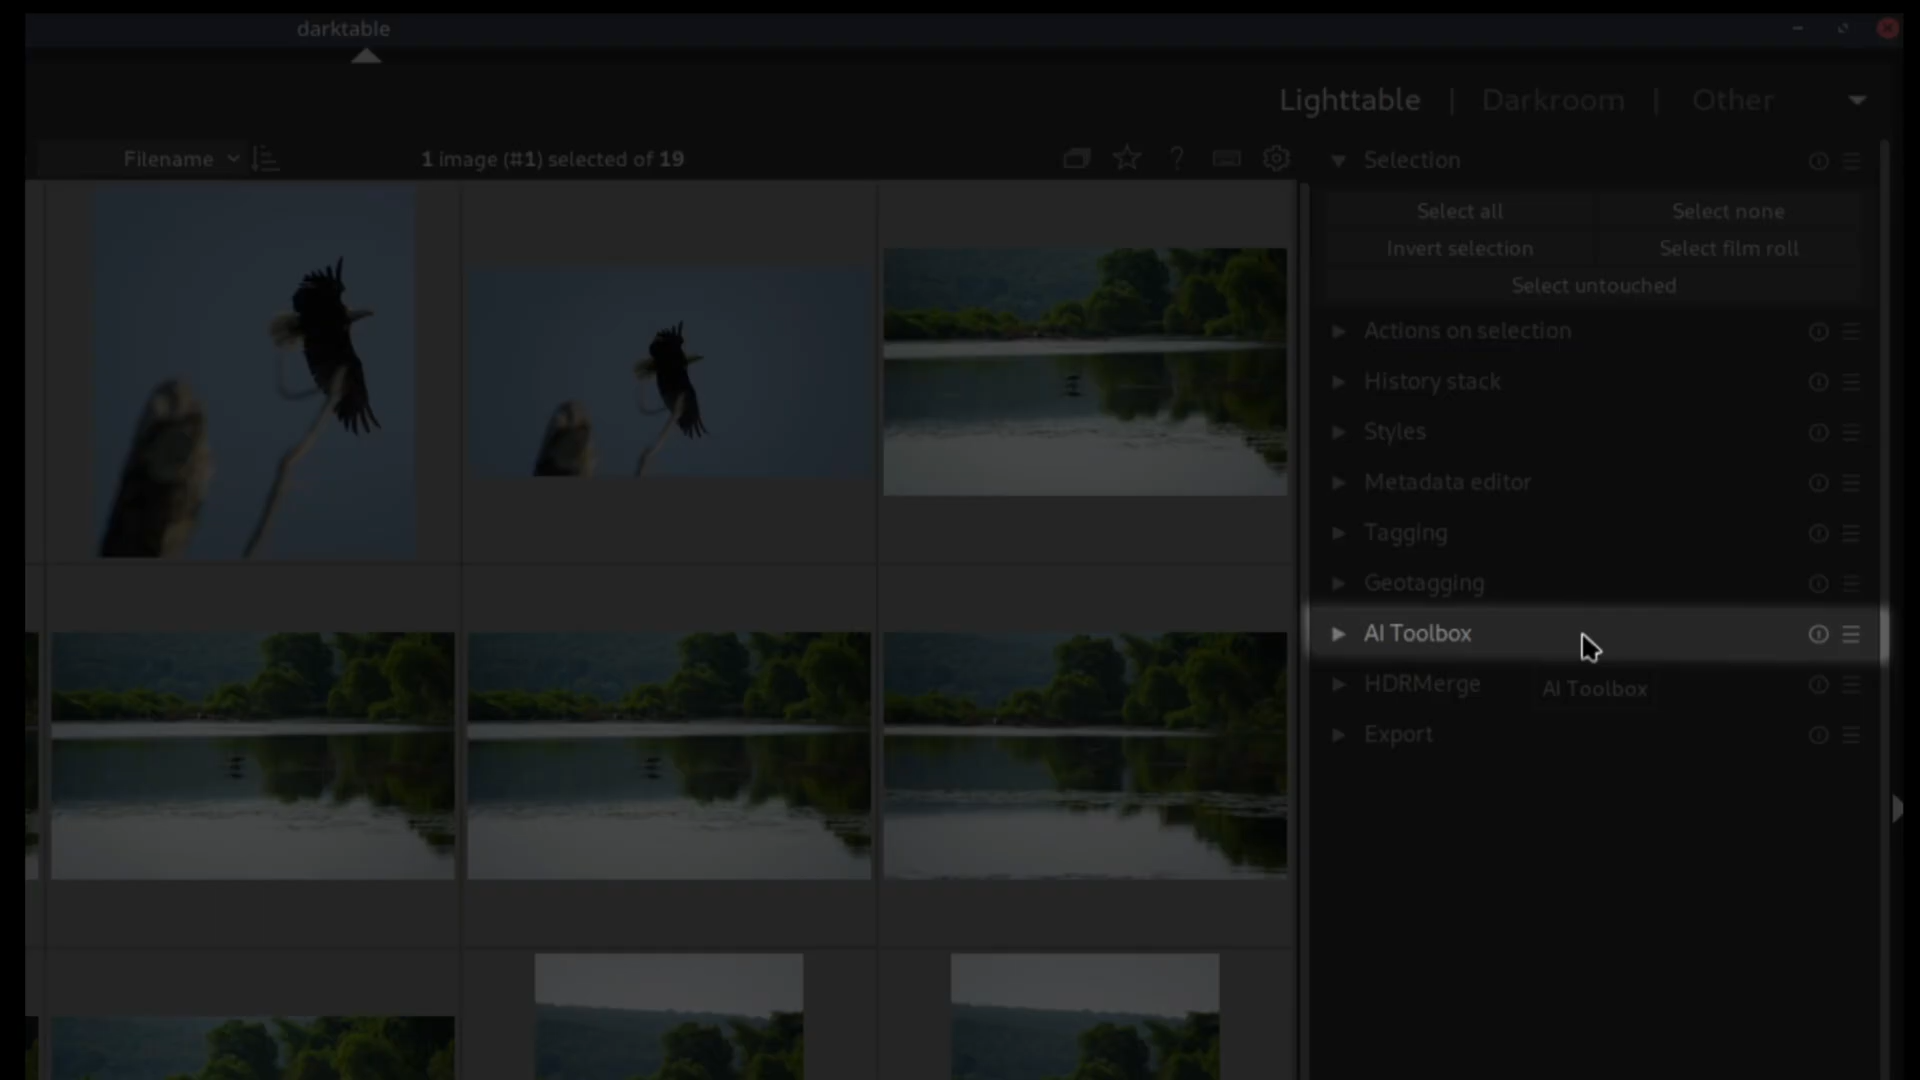 darktable
Lighttable | Darkroom | Other
Filename
1 image (#1) selected of 19
?
Selection
Select all
Select none
Invert selection
Select film roll
Select untouched
Actions on selection
History stack
Styles
Metadata editor
Tagging
Geotagging
AI Toolbox
HDRMerge
AI Toolbox
Export